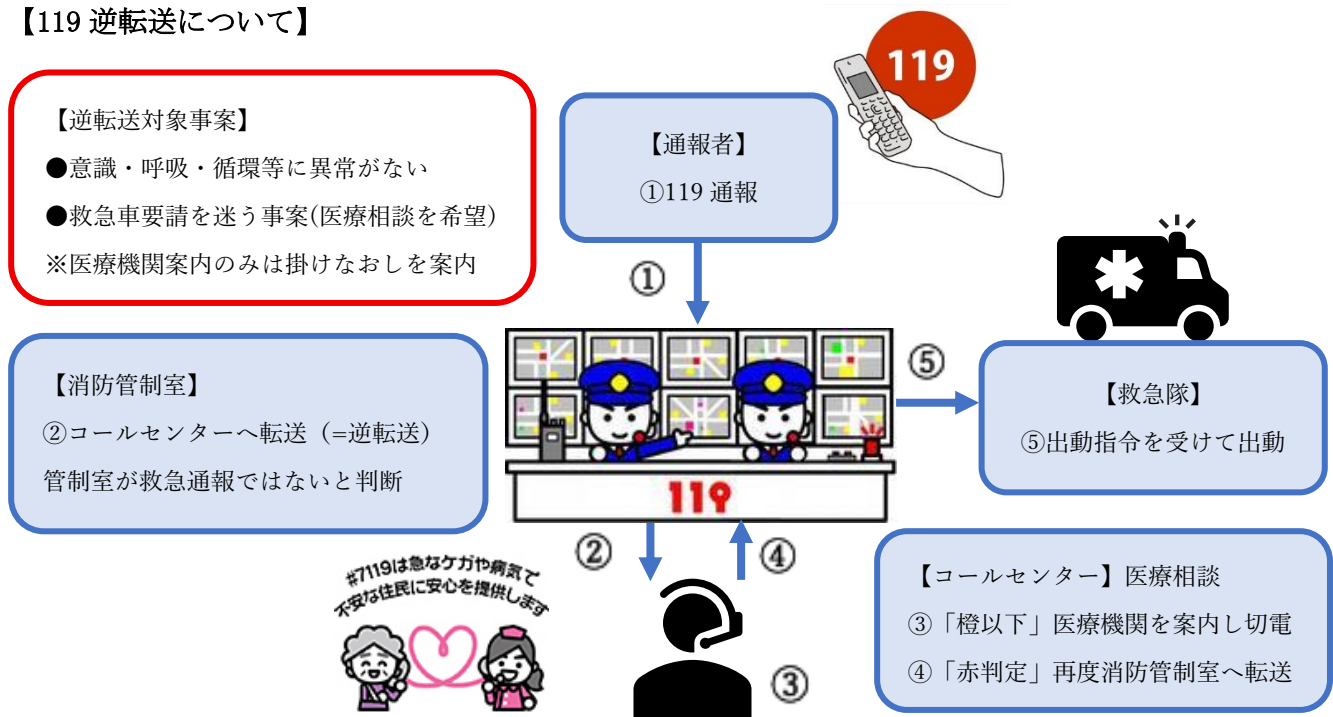 【119 逆転送について】
119
【逆転送対象事案】
●意識・呼吸・循環等に異常がない
●救急車要請を迷う事案(医療相談を希望)
※医療機関案内のみは掛けなおしを案内
【通報者】
①119 通報
①
【消防管制室】
②コールセンターへ転送（=逆転送）
管制室が救急通報ではないと判断
119
⑤
【救急隊】
⑤出動指令を受けて出動
②
④
#7119は急なケガや病気で
不安な住民に安心を提供します
③
【コールセンター】医療相談
③「橙以下」医療機関を案内し切電
④「赤判定」再度消防管制室へ転送